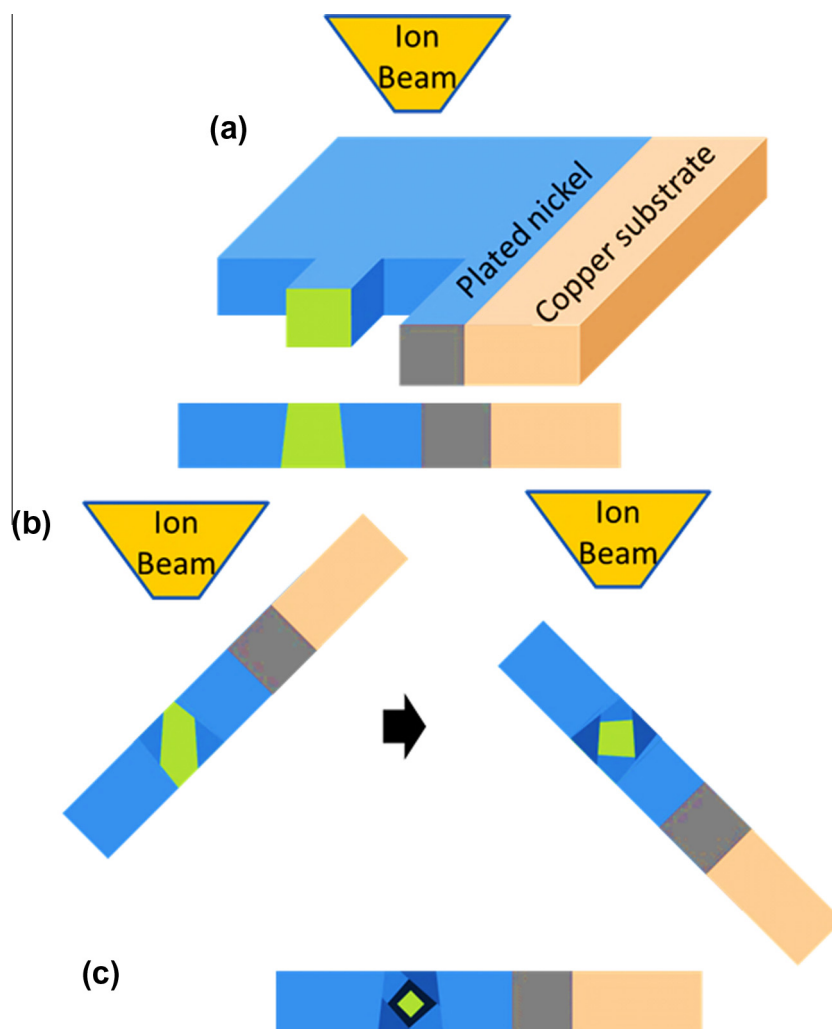 Ion
Beam
(a)
Plated nickel
Copper substrate
(b)
Ion
Beam
Ion
Beam
(c)